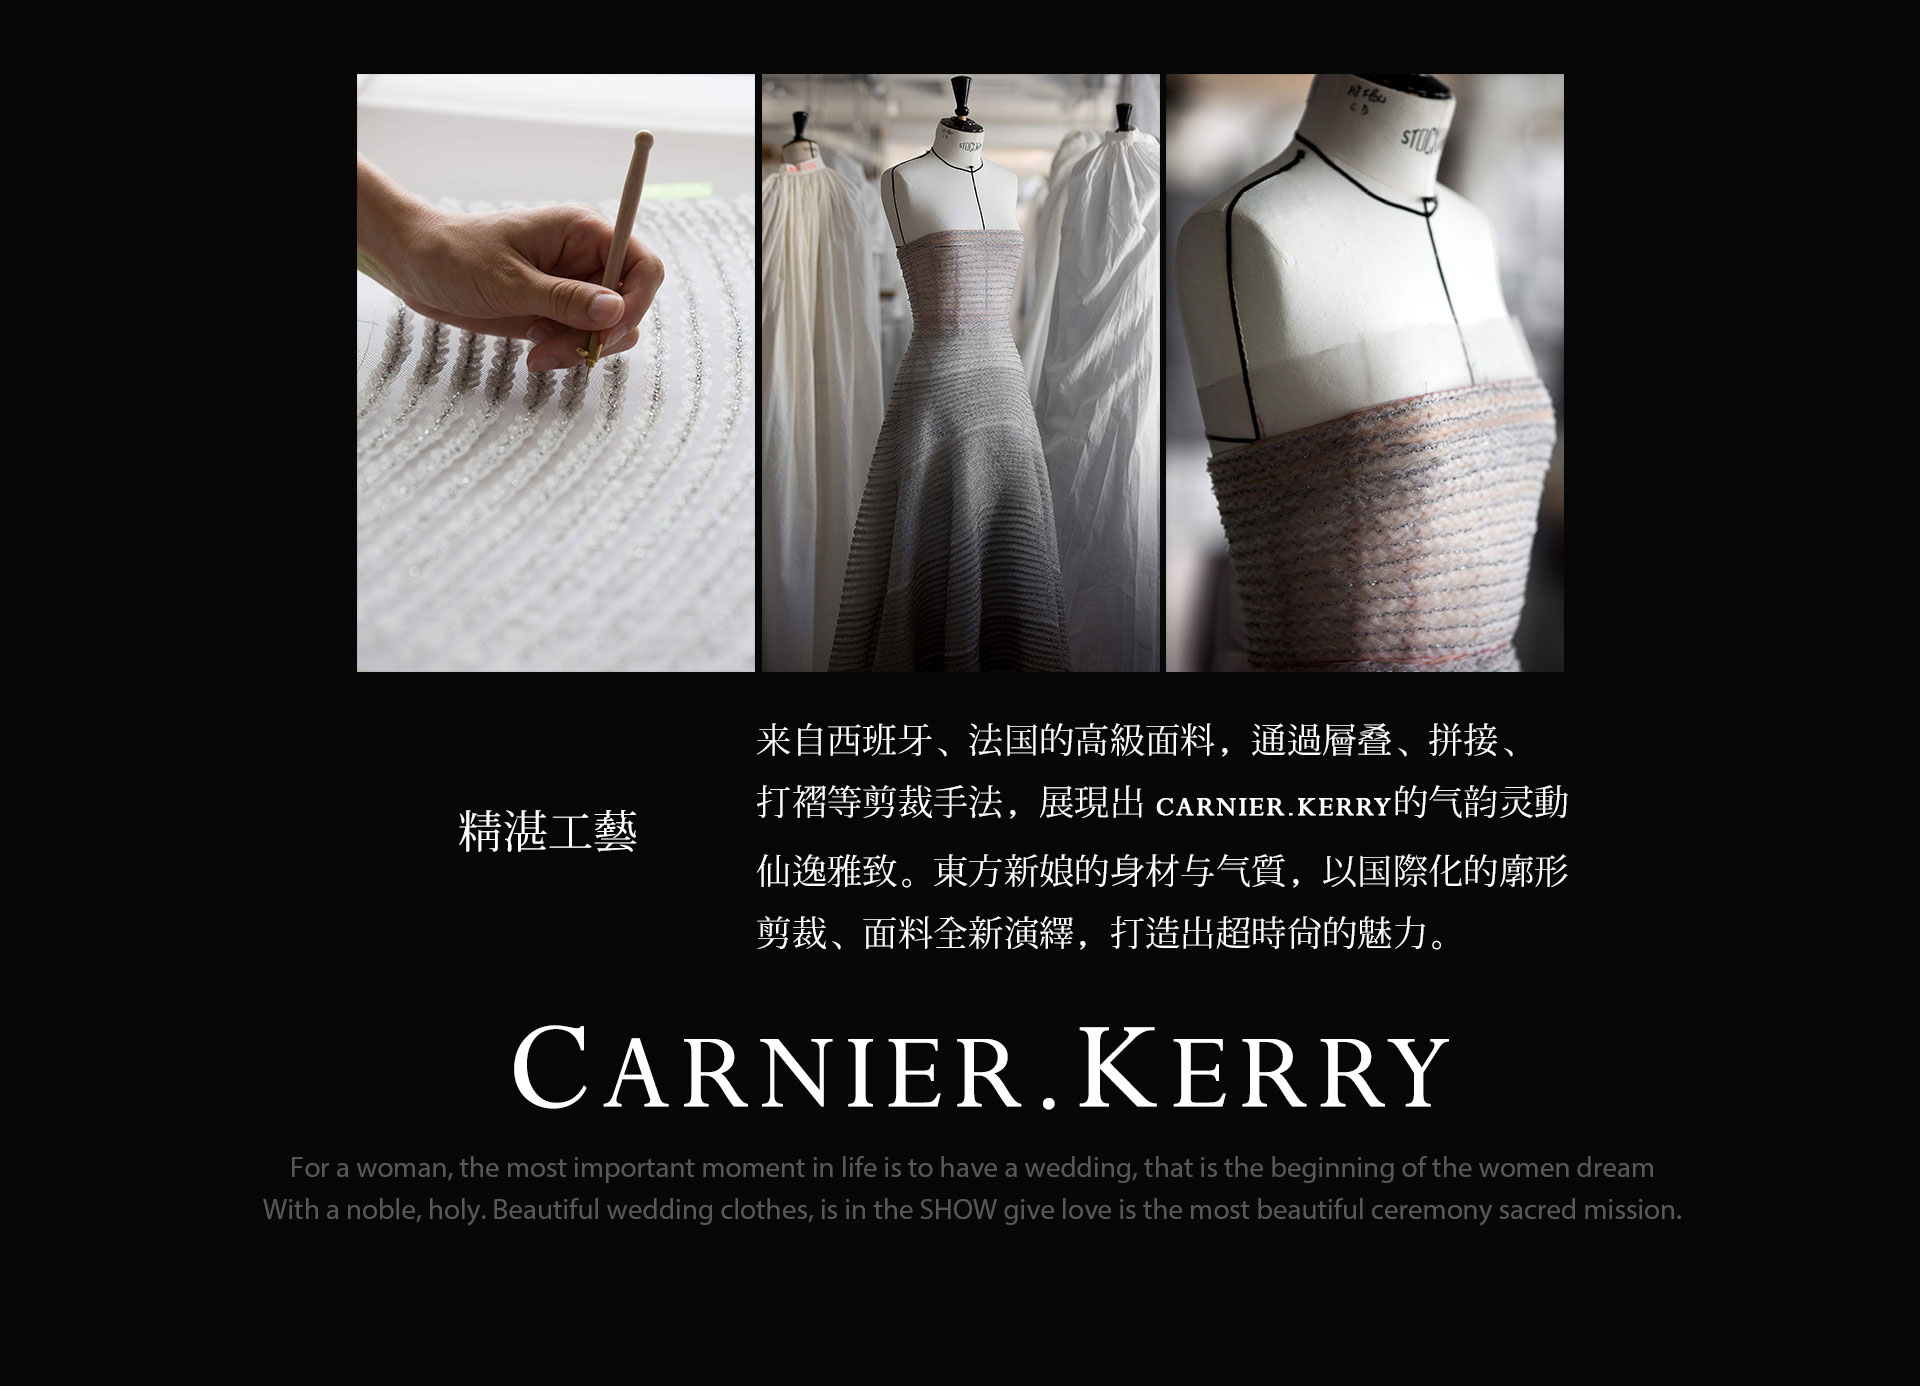 精湛工藝
来自西班牙、法国的高級面料，通過層叠、拼接、
打褶等剪裁手法，展現出 CARNIER.KERRY的气韵灵動
仙逸雅致。東方新娘的身材与气質，以国際化的廓形
剪裁、面料全新演繹，打造出超時尙的魅力。
CARNIER.KERRY
For a woman, the most important moment in life is to have a wedding, that is the beginning of the women dream
With a noble, holy. Beautiful wedding clothes, is in the SHOW give love is the most beautiful ceremony sacred mission.